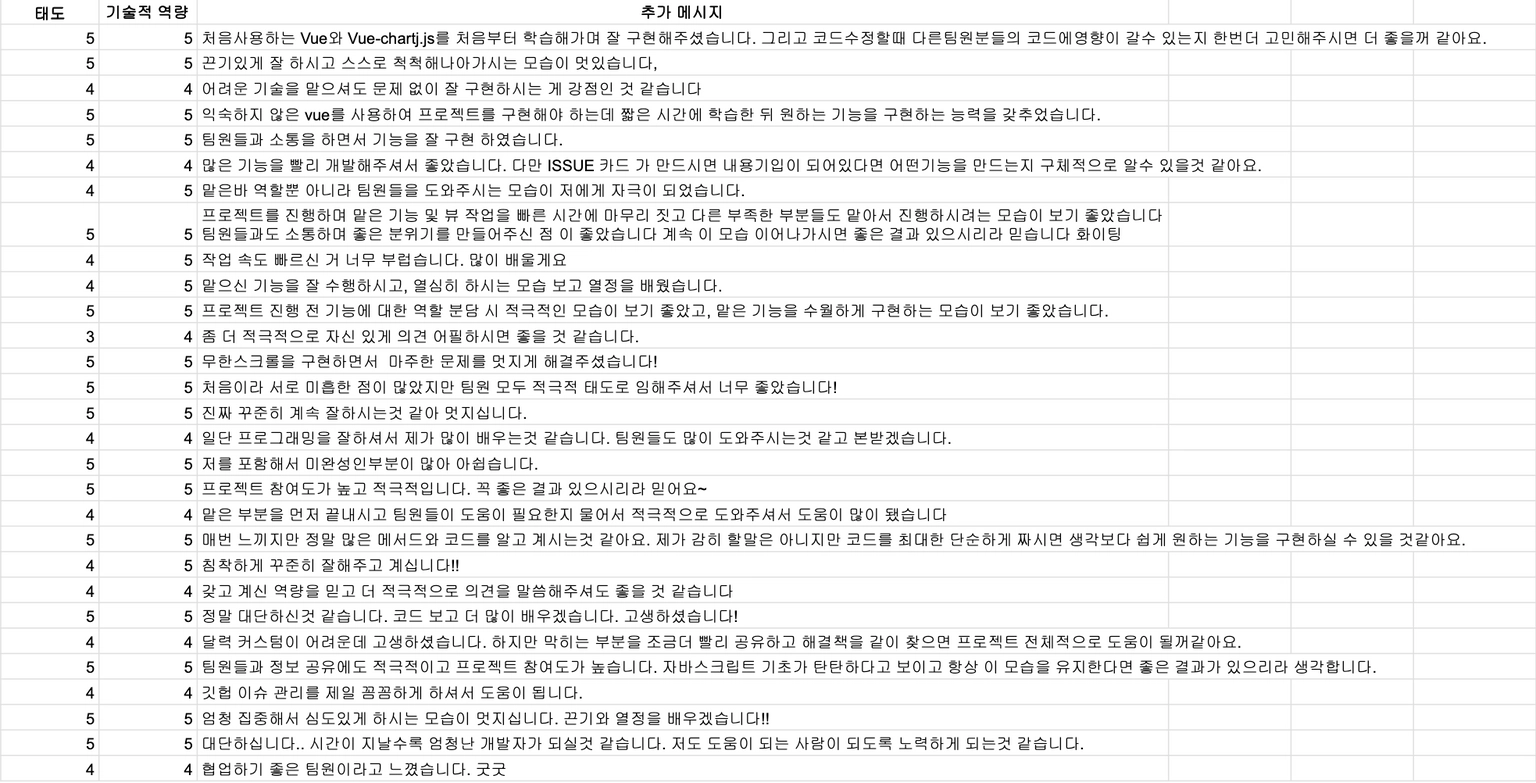 태도 기술적 역량 추가 메시지
5 5 처음사용하는 Vue와 Vue-chartj.js를 처음부터 학습해가며 잘 구현해주셨습니다. 그리고 코드수정할때 다른팀원분들의 코드에영향이 갈수 있는지 한번더 고민해주시면 더 좋을꺼 같아요.
5 5 끈기있게 잘 하시고 스스로 척척해나아가시는 모습이 멋있습니다,
4 4 어려운 기술을 맡으셔도 문제 없이 잘 구현하시는 게 강점인 것 같습니다
5 5 익숙하지 않은 vue를 사용하여 프로젝트를 구현해야 하는데 짧은 시간에 학습한 뒤 원하는 기능을 구현하는 능력을 갖추었습니다.
5 5 팀원들과 소통을 하면서 기능을 잘 구현 하였습니다.
4 4 많은 기능을 빨리 개발해주셔서 좋았습니다. 다만 ISSUE 카드 가 만드시면 내용기입이 되어있다면 어떤기능을 만드는지 구체적으로 알수 있을것 같아요.
4 5 맡은바 역할뿐 아니라 팀원들을 도와주시는 모습이 저에게 자극이 되었습니다.
프로젝트를 진행하며 맡은 기능 및 뷰 작업을 빠른 시간에 마무리 짓고 다른 부족한 부분들도 맡아서 진행하시려는 모습이 보기 좋았습니다
5 5 팀원들과도 소통하며 좋은 분위기를 만들어주신 점 이 좋았습니다 계속 이 모습 이어나가시면 좋은 결과 있으시리라 믿습니다 화이팅
4 5 작업 속도 빠르신 거 너무 부럽습니다. 많이 배울게요
4 5 맡으신 기능을 잘 수행하시고, 열심히 하시는 모습 보고 열정을 배웠습니다.
5 5 프로젝트 진행 전 기능에 대한 역할 분담 시 적극적인 모습이 보기 좋았고, 맡은 기능을 수월하게 구현하는 모습이 보기 좋았습니다.
3 4 좀 더 적극적으로 자신 있게 의견 어필하시면 좋을 것 같습니다.
5 5 무한스크롤을 구현하면서  마주한 문제를 멋지게 해결주셨습니다!
5 5 처음이라 서로 미흡한 점이 많았지만 팀원 모두 적극적 태도로 임해주셔서 너무 좋았습니다!
5 5 진짜 꾸준히 계속 잘하시는것 같아 멋지십니다.
4 4 일단 프로그래밍을 잘하셔서 제가 많이 배우는것 같습니다. 팀원들도 많이 도와주시는것 같고 본받겠습니다.
5 5 저를 포함해서 미완성인부분이 많아 아쉽습니다.
5 5 프로젝트 참여도가 높고 적극적입니다. 꼭 좋은 결과 있으시리라 믿어요~
4 4 맡은 부분을 먼저 끝내시고 팀원들이 도움이 필요한지 물어서 적극적으로 도와주셔서 도움이 많이 됐습니다
5 5 매번 느끼지만 정말 많은 메서드와 코드를 알고 계시는것 같아요. 제가 감히 할말은 아니지만 코드를 최대한 단순하게 짜시면 생각보다 쉽게 원하는 기능을 구현하실 수 있을 것같아요.
4 5 침착하게 꾸준히 잘해주고 계십니다!!
4 4 갖고 계신 역량을 믿고 더 적극적으로 의견을 말씀해주셔도 좋을 것 같습니다
5 5 정말 대단하신것 같습니다. 코드 보고 더 많이 배우겠습니다. 고생하셨습니다!
4 4 달력 커스텀이 어려운데 고생하셨습니다. 하지만 막히는 부분을 조금더 빨리 공유하고 해결책을 같이 찾으면 프로젝트 전체적으로 도움이 될꺼같아요.
5 5 팀원들과 정보 공유에도 적극적이고 프로젝트 참여도가 높습니다. 자바스크립트 기초가 탄탄하다고 보이고 항상 이 모습을 유지한다면 좋은 결과가 있으리라 생각합니다.
4 4 깃헙 이슈 관리를 제일 꼼꼼하게 하셔서 도움이 됩니다.
5 5 엄청 집중해서 심도있게 하시는 모습이 멋지십니다. 끈기와 열정을 배우겠습니다!!
5 5 대단하십니다.. 시간이 지날수록 엄청난 개발자가 되실것 같습니다. 저도 도움이 되는 사람이 되도록 노력하게 되는것 같습니다.
4 4 협업하기 좋은 팀원이라고 느꼈습니다. 굿굿